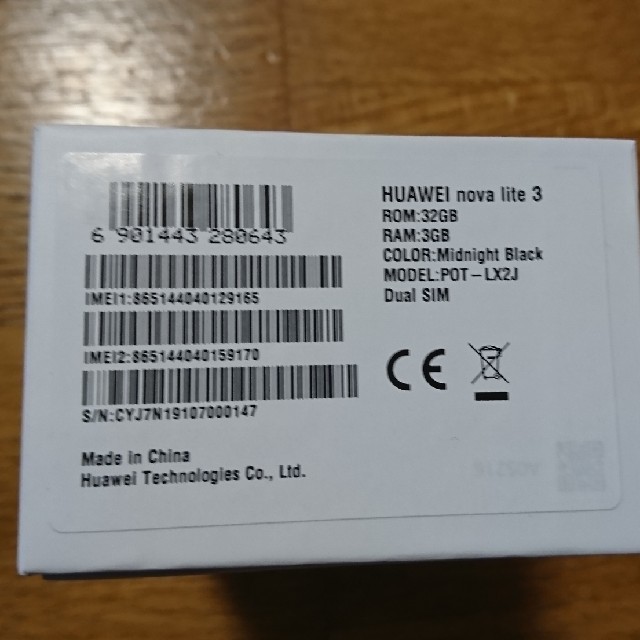 6 901443 280643
IMEI1:865144040129165
IMEI2:865144040159170
S/N:CYJ7N19107000147
Made in China
Huawei Technologies Co., Ltd.
HUAWEI nova lite 3
ROM:32GB
RAM:3GB
COLOR:Midnight Black
MODEL:POT-LX2J
Dual SIM
CE